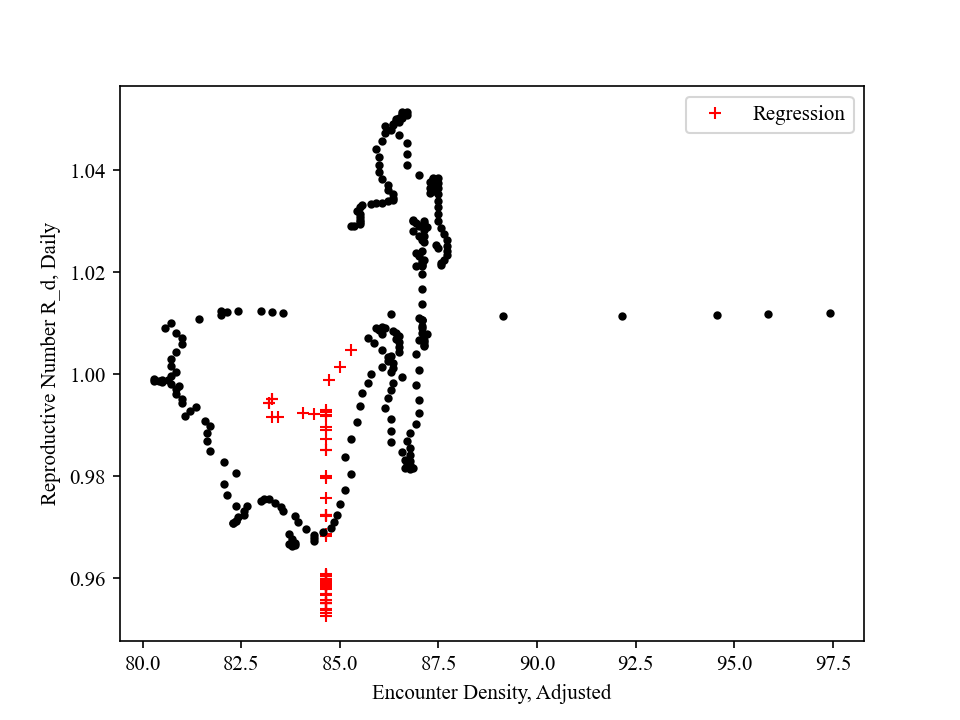 Regression
1.04
1.02
1.00
0.98
0.96
Reproductive Number R_d, Daily
80.0 82.5 85.0 87.5 90.0 92.5 95.0 97.5
Encounter Density, Adjusted